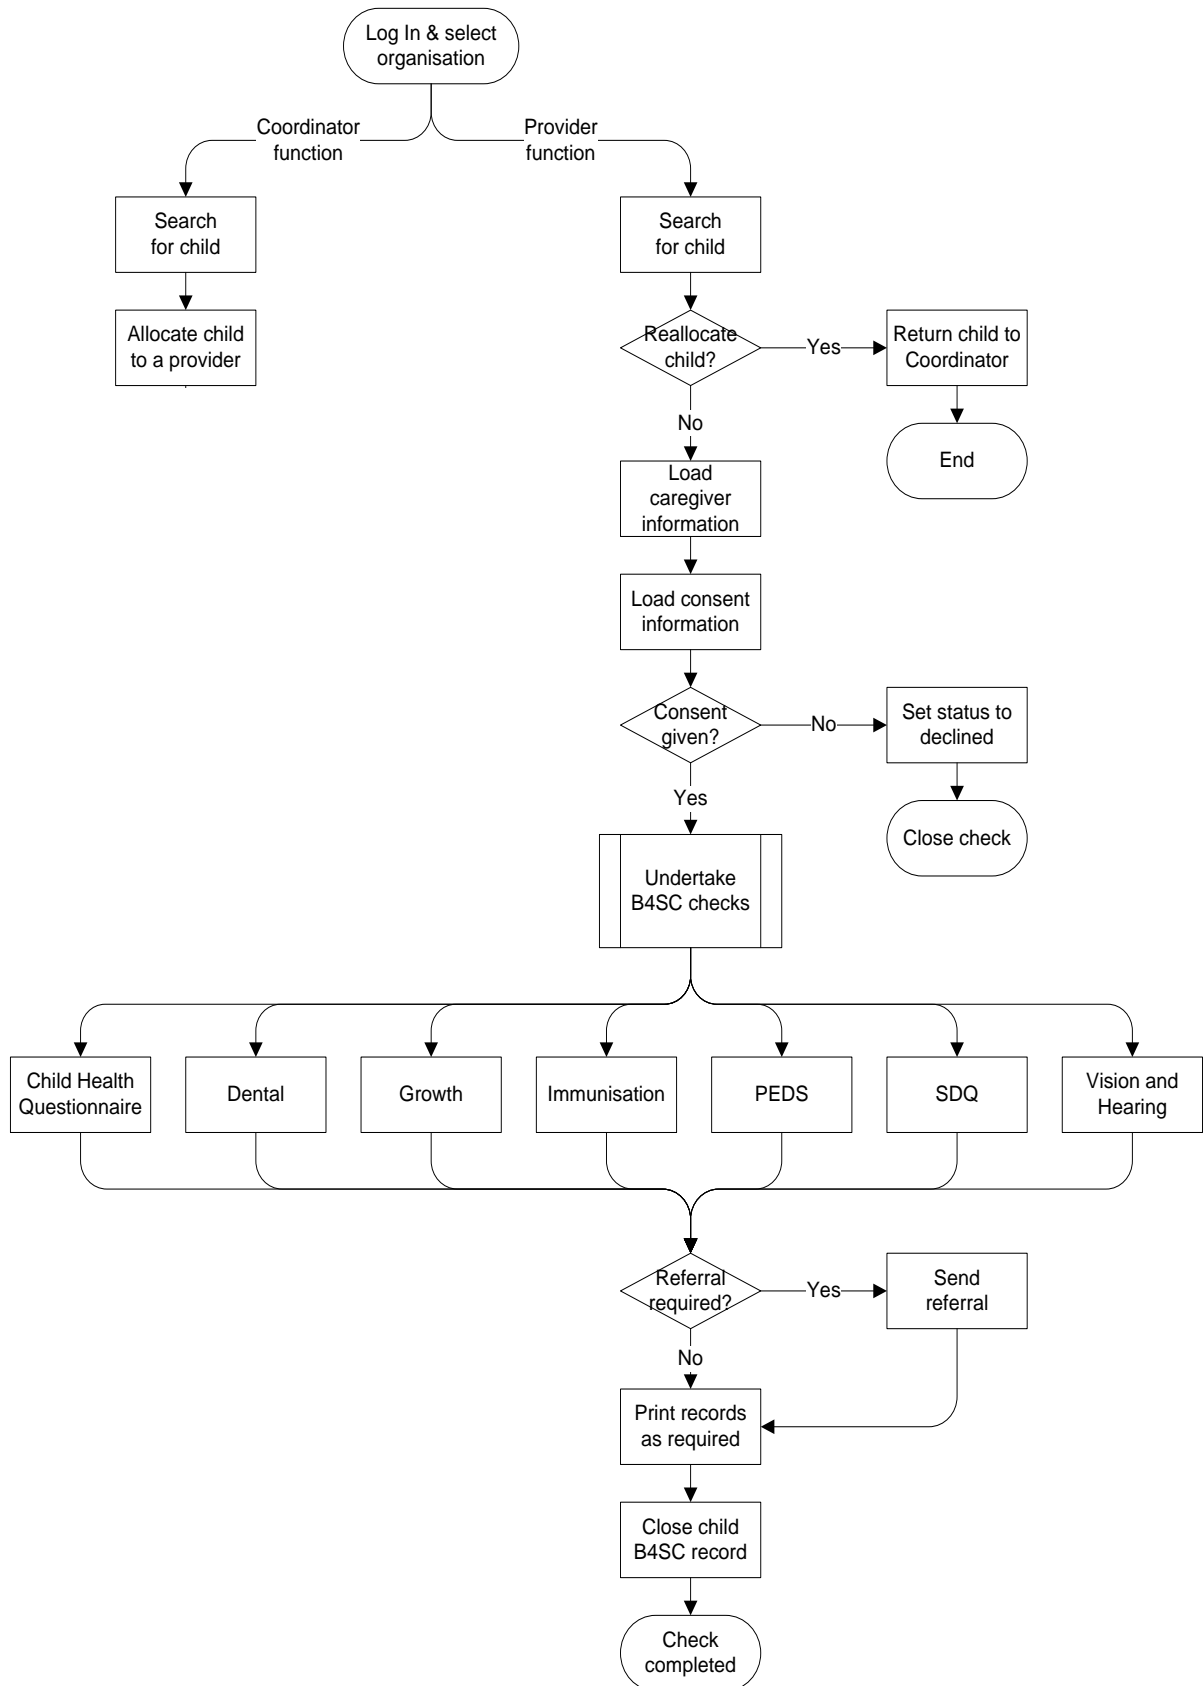 Log In & select
organisation
Coordinator
function
Provider
function
Search
for child
Search
for child
Allocate child
to a provider
Reallocate
child?
Yes
Return child to
Coordinator
No
End
Load
caregiver
information
Load consent
information
Consent
given?
No
Set status to
declined
Yes
Close check
Undertake
B4SC checks
Child Health
Questionnaire
Dental
Growth
Immunisation
PEDS
SDQ
Vision and
Hearing
Referral
required?
Yes
Send
referral
No
Print records
as required
Close child
B4SC record
Check
completed